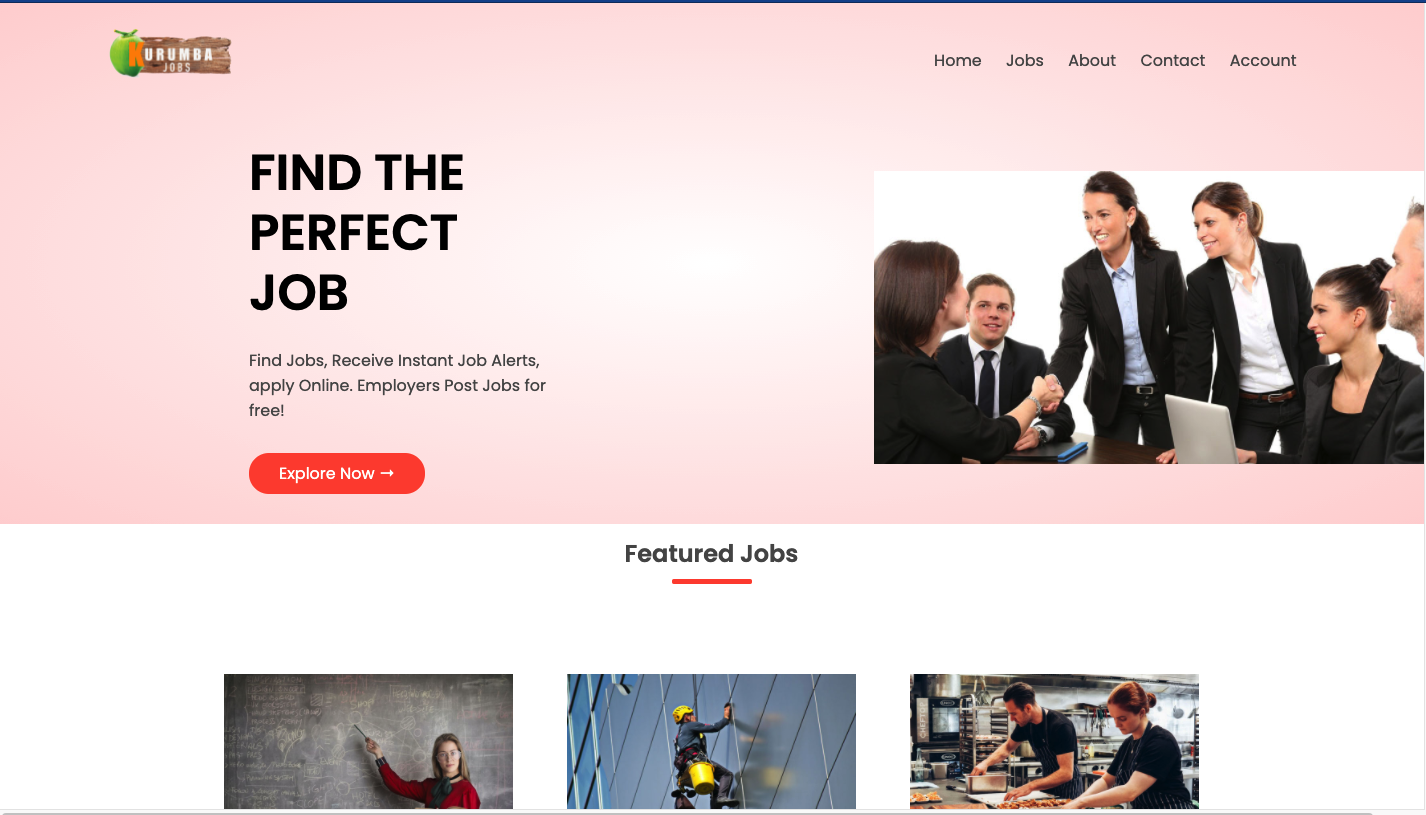 KURUMBA
JOBS
Home Jobs About Contact Account
FIND THE
PERFECT
JOB
Find Jobs, Receive Instant Job Alerts,
apply Online. Employers Post Jobs for
free!
Explore Now →
Featured Jobs